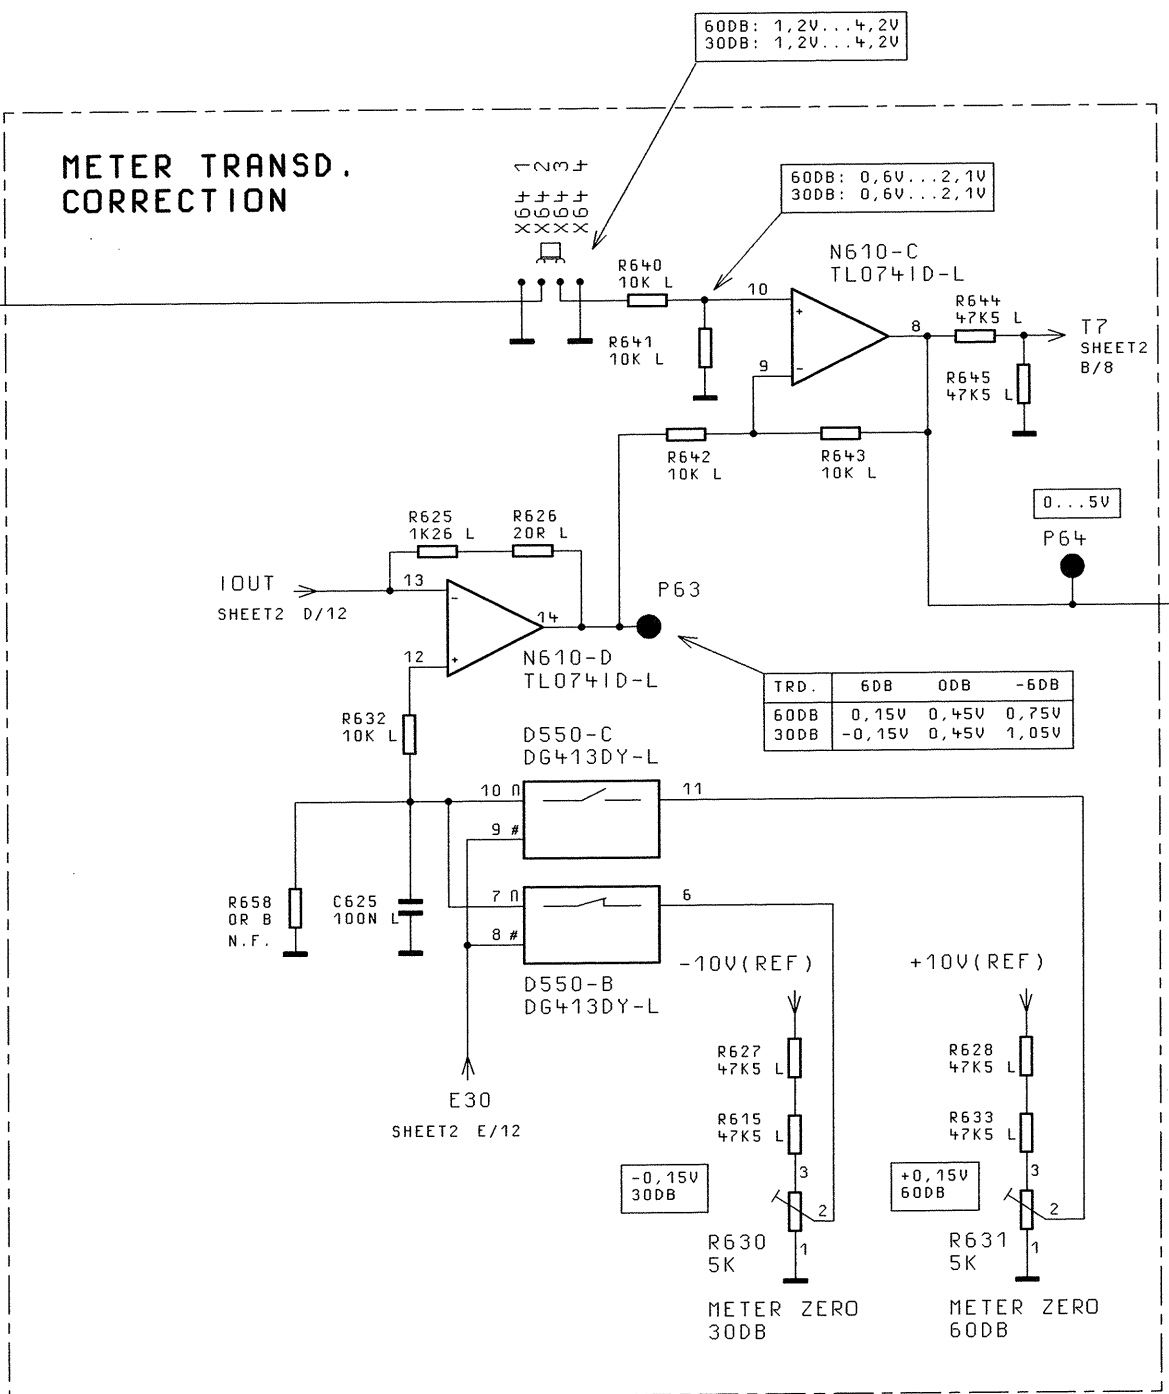 60DB: 1,2V...4,2V
30DB: 1,2V...4,2V
METER TRANSD.
CORRECTION
X64 1
X64 2
X64 3
X64 4
60DB: 0,6V...2,1V
30DB: 0,6V...2,1V
N610-C
TL074ID-L
R640
10K L
10
+
R641
10K L
9
-
8
R644
47K5 L
T7
SHEET2
B/8
R645
47K5 L
R642
10K L
R643
10K L
0...5V
P64
R625
1K26 L
R626
20R L
IOUT
SHEET2 D/12
13
-
14
P63
12
+
N610-D
TL074ID-L
TRD. 6DB 0DB -6DB
60DB 0,15V 0,45V 0,75V
30DB -0,15V 0,45V 1,05V
R632
10K L
D550-C
DG413DY-L
10 П
11
9 #
7 П
6
8 #
R658
0R B
N.F.
C625
100N L
D550-B
DG413DY-L
-10V(REF)
+10V(REF)
R627
47K5 L
R628
47K5 L
E30
SHEET2 E/12
R615
47K5 L
R633
47K5 L
-0,15V
30DB
3
2
1
+0,15V
60DB
3
2
1
R630
5K
R631
5K
METER ZERO
30DB
METER ZERO
60DB